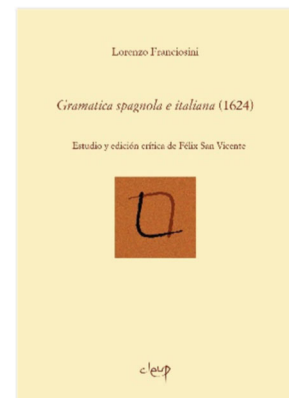 Lorenzo Franciosini
Gramatica spagnola e italiana (1624)
Estudio y edición crítica de Félix San Vicente
cleup